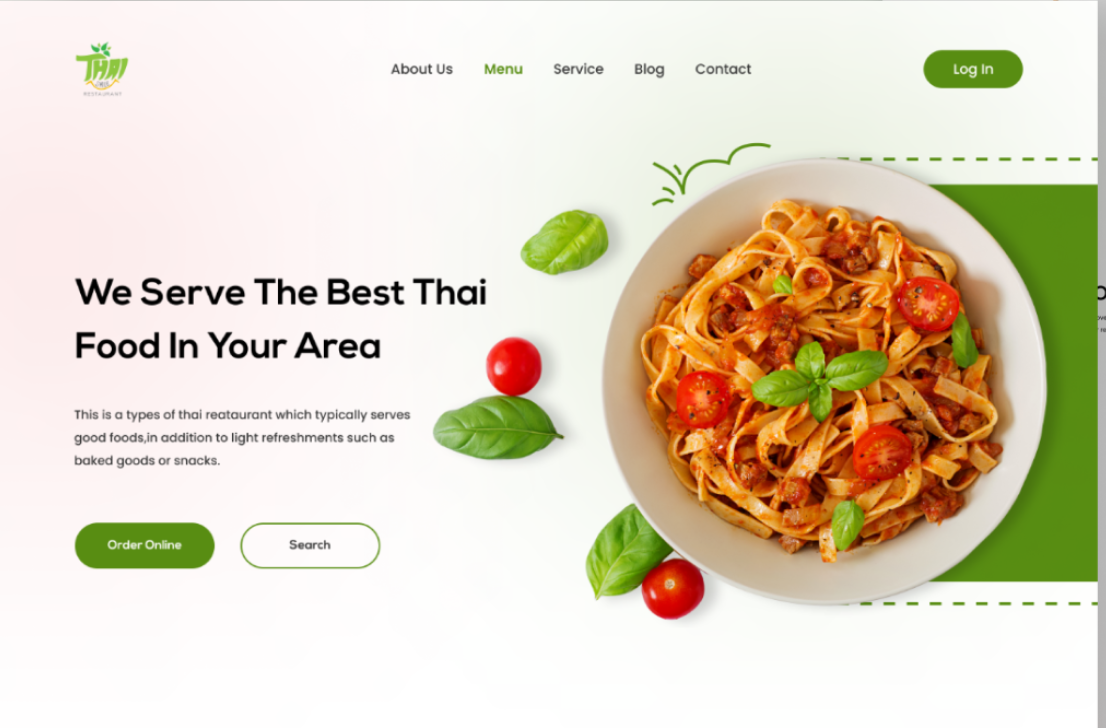 THAI
RESTAURANT
About Us
Menu
Service
Blog
Contact
Log In
We Serve The Best Thai
Food In Your Area
This is a types of thai reataurant which typically serves
good foods,in addition to light refreshments such as
baked goods or snacks.
Order Online
Search